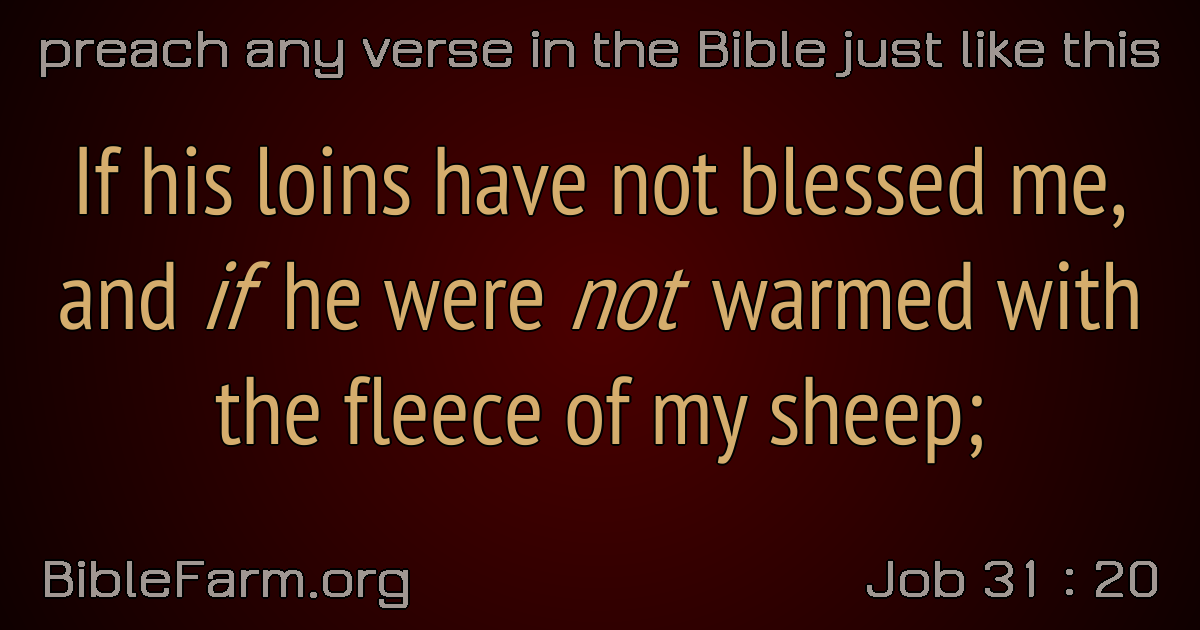 preach any verse in the Bible just like this
If his loins have not blessed me,
and if he were not warmed with
the fleece of my sheep;
BibleFarm.org
Job 31 : 20